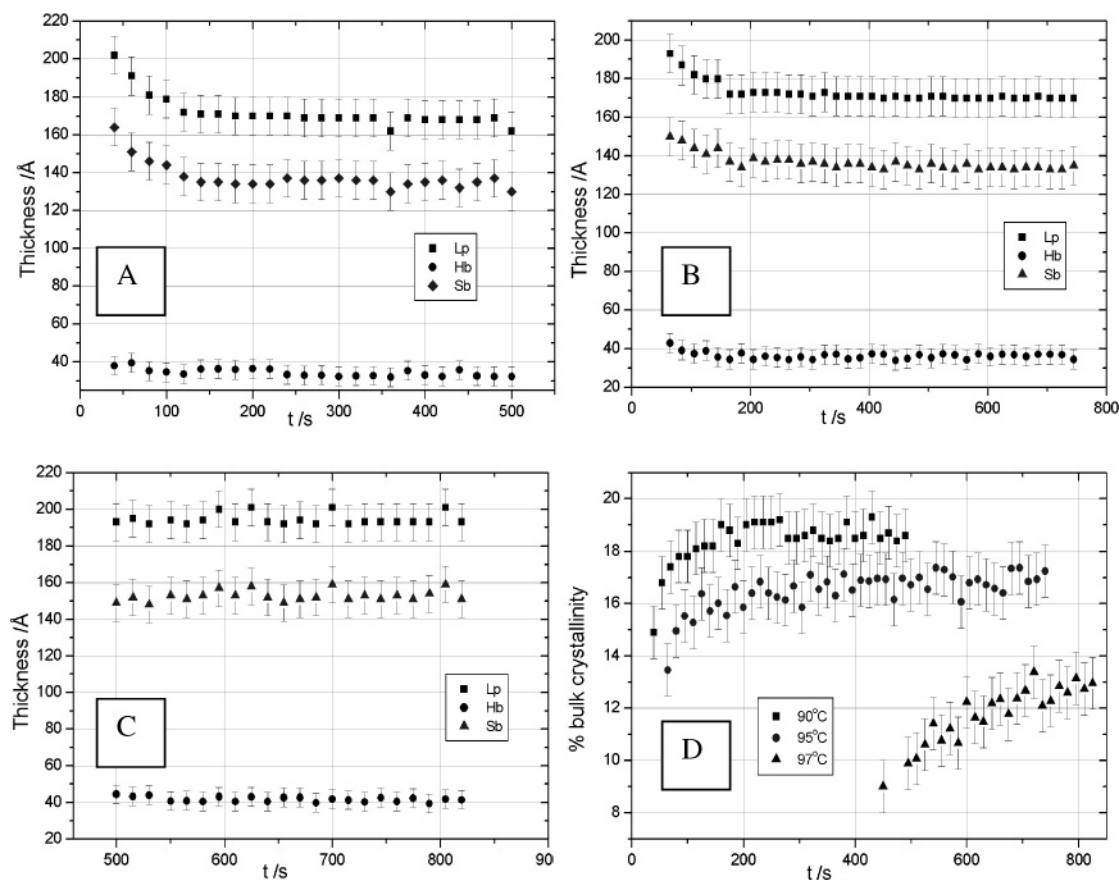 220
200
180
160
140
120
100
80
60
40
Thickness /Å
A
Lp
Hb
Sb
0 100 200 300 400 500
t /s
200
180
160
140
120
100
80
60
40
20
Thickness /Å
B
Lp
Hb
Sb
0 200 400 600 800
t /s
220
200
180
160
140
120
100
80
60
40
20
Thickness /Å
C
Lp
Hb
Sb
500 600 700 800 90
t /s
20
18
16
14
12
10
8
% bulk crystallinity
D
90°C
95°C
97°C
0 200 400 600 800
t /s